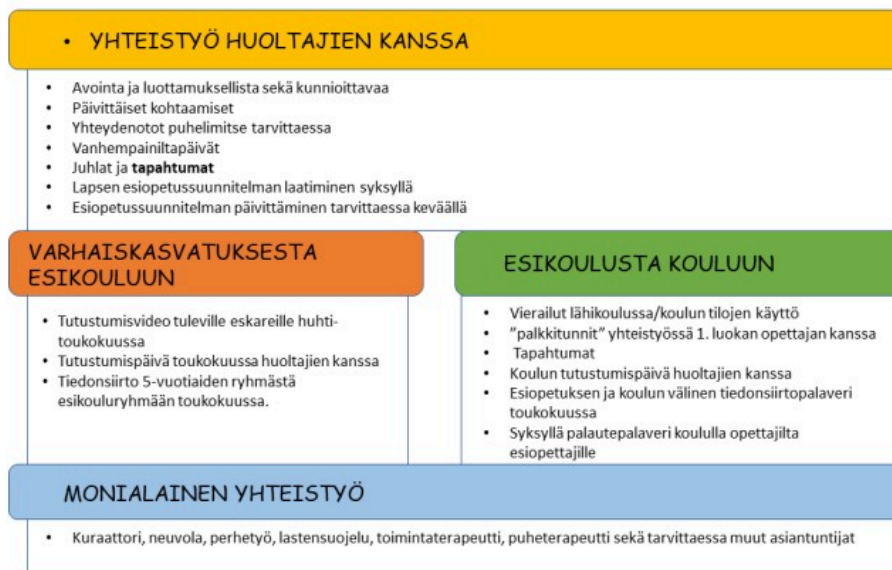 • YHTEISTYÖ HUOLTAJIEN KANSSA
• Avointa ja luottamuksellista sekä kunnioittavaa
• Päivittäiset kohtaamiset
• Yhteydenotot puhelimitse tarvittaessa
• Vanhempainiltapäivät
• Juhlat ja tapahtumat
• Lapsen esiopetussuunnitelman laatiminen syksyllä
• Esiopetussuunnitelman päivittäminen tarvittaessa keväällä
VARHAISKASVATUKSESTA
ESIKOULUUN
• Tutustumisvideo tuleville eskareille huhti-
toukokuussa
• Tutustumispäivä toukokuussa huoltajien kanssa
• Tiedonsiirto 5-vuotiaiden ryhmästä
esikouluryhmään toukokuussa.
ESIKOULUSTA KOULUUN
• Vierailut lähikoulussa/koulun tilojen käyttö
• ”palkkitunnit” yhteistyössä 1. luokan opettajan kanssa
• Tapahtumat
• Koulun tutustumispäivä huoltajien kanssa
• Esiopetuksen ja koulun välinen tiedonsiirtopalaveri
toukokuussa
• Syksyllä palautepalaveri koululla opettajilta
esiopettajille
MONIALAINEN YHTEISTYÖ
• Kuraattori, neuvola, perhetyö, lastensuojelu, toimintaterapeutti, puheterapeutti sekä tarvittaessa muut asiantuntijat